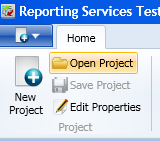 Reporting Services Test
Home
New
Project
Open Project
Save Project
Edit Properties
Project